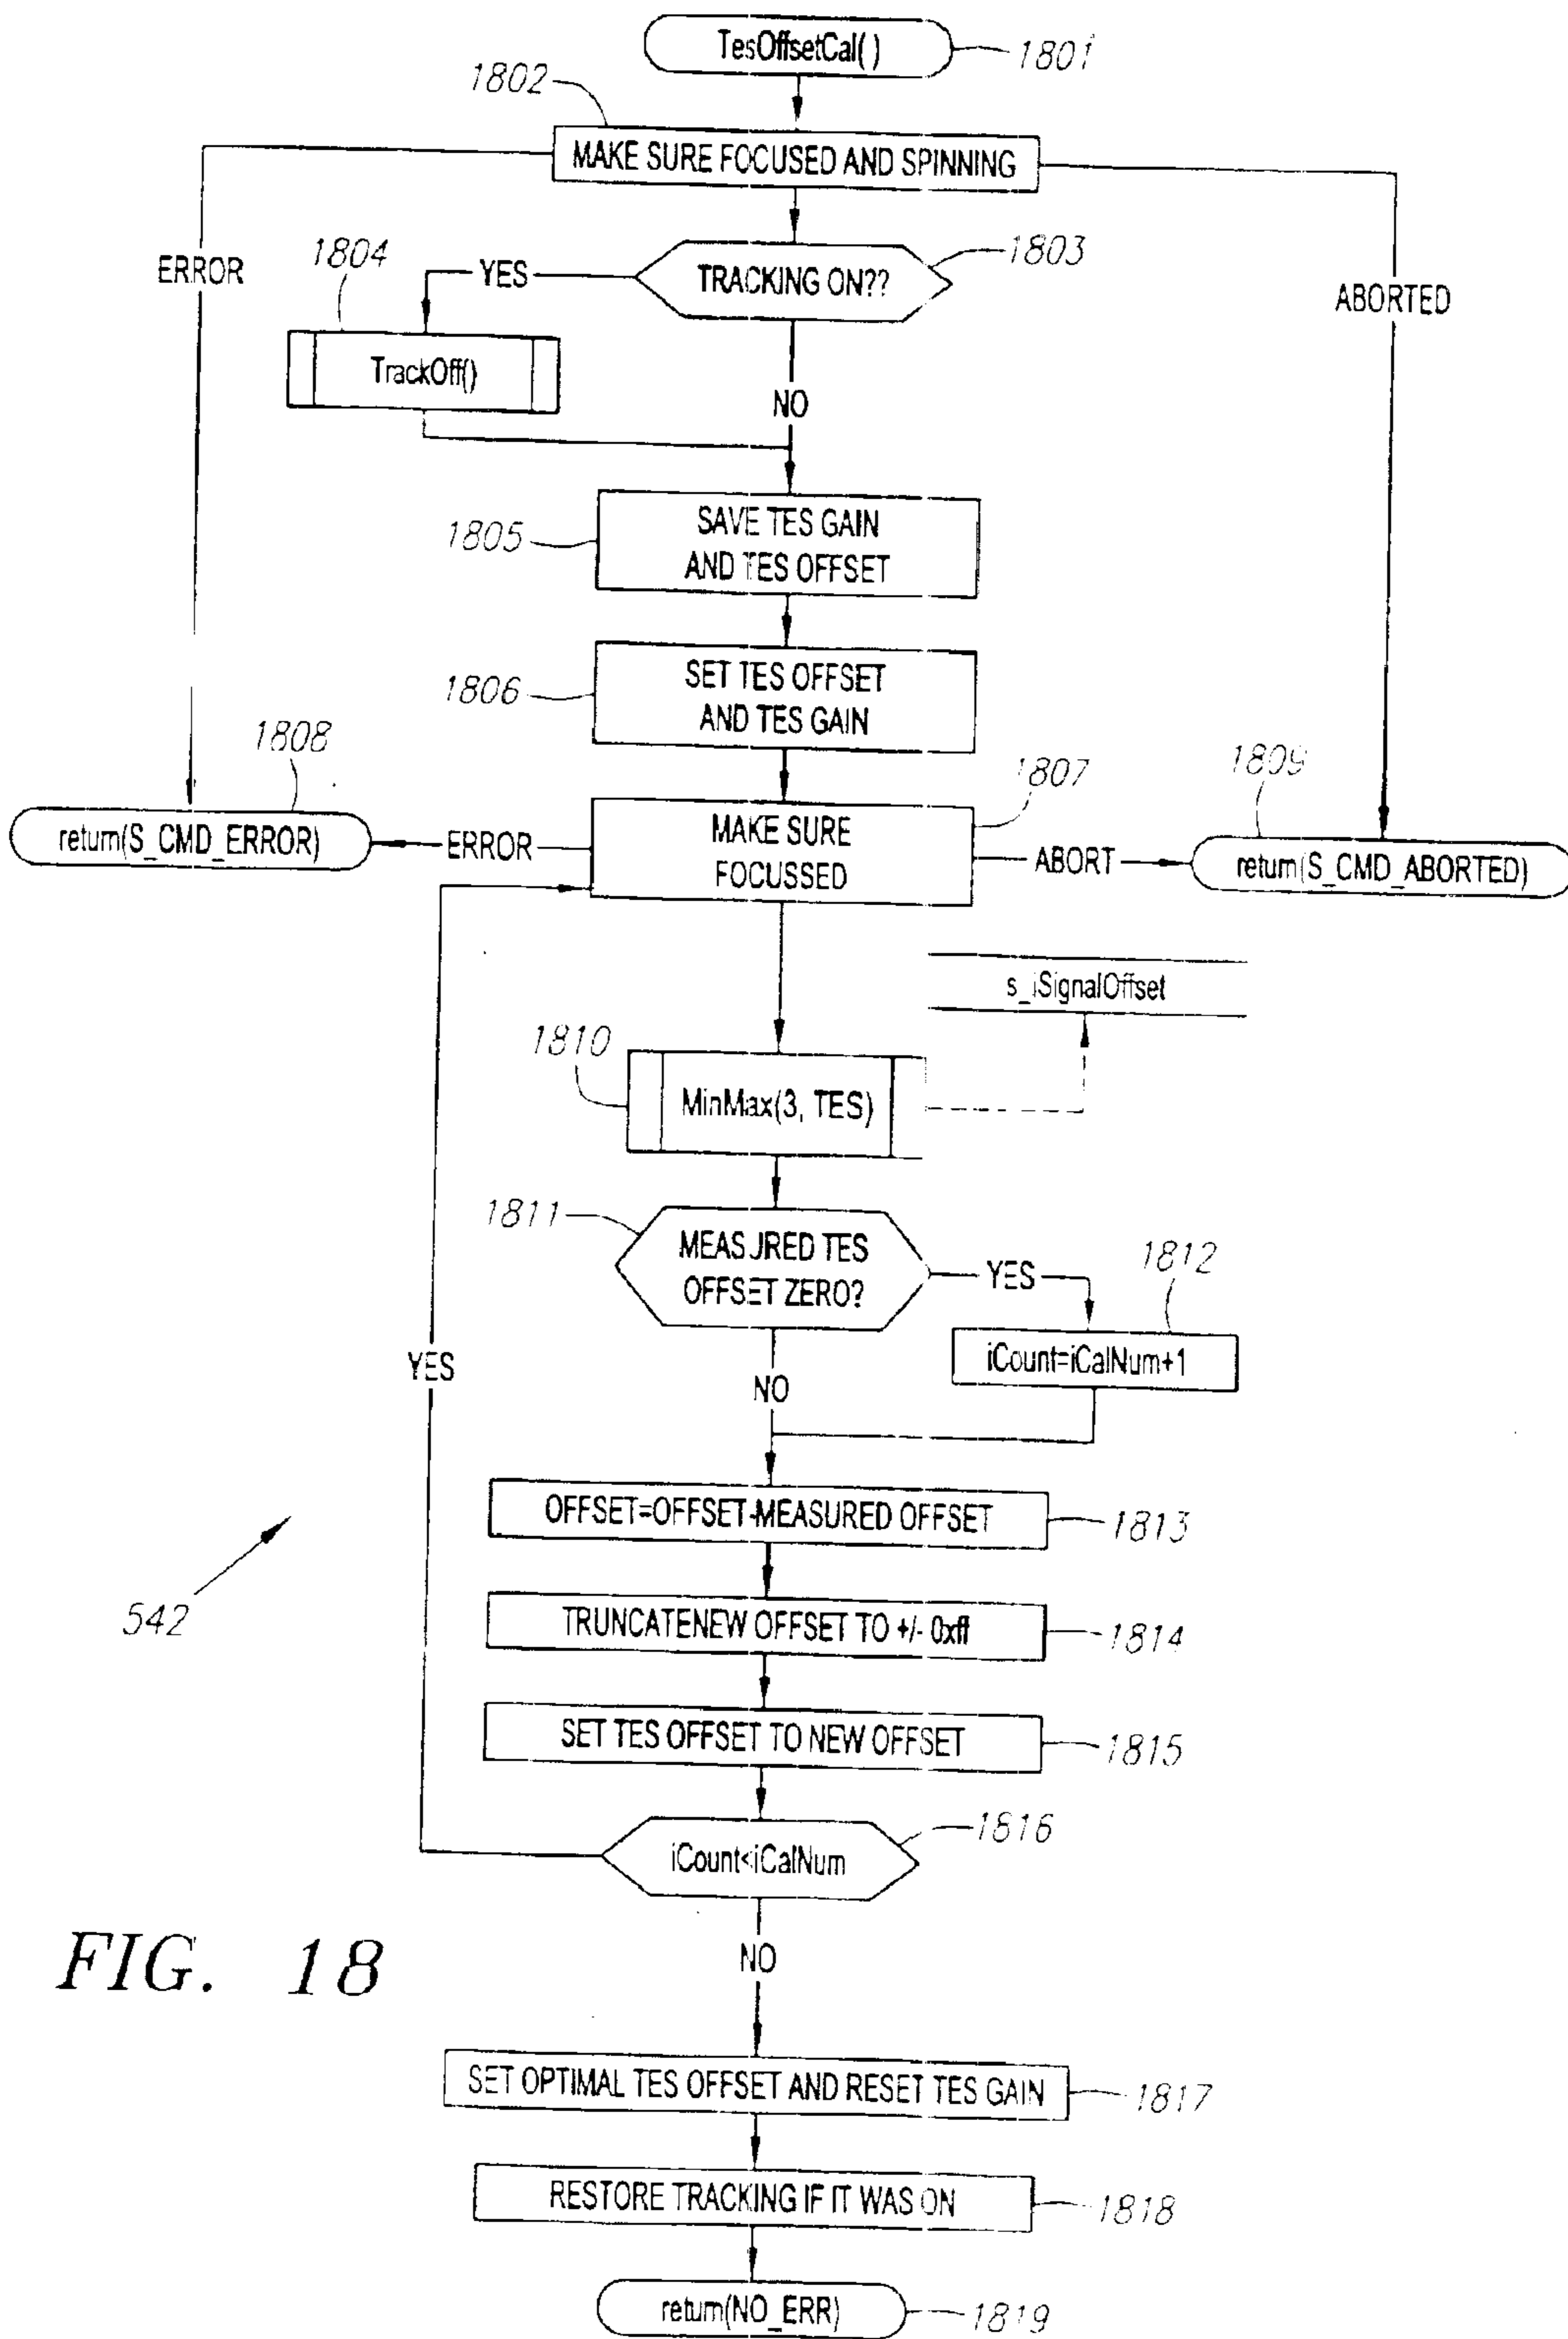 TesOffsetCal( )
1801
1802
MAKE SURE FOCUSED AND SPINNING
ERROR
1804
YES
TRACKING ON??
1803
ABORTED
TrackOff()
NO
1805
SAVE TES GAIN
AND TES OFFSET
1806
SET TES OFFSET
AND TES GAIN
1808
return(S_CMD_ERROR)
ERROR
MAKE SURE
FOCUSSED
1807
ABORT
1809
return(S_CMD_ABORTED)
s_iSignalOffset
1810
MinMax(3, TES)
1811
MEASURED TES
OFFSET ZERO?
YES
1812
iCount=iCalNum+1
YES
NO
OFFSET=OFFSET-MEASURED OFFSET
1813
542
TRUNCATENEW OFFSET TO +/- 0xff
1814
SET TES OFFSET TO NEW OFFSET
1815
iCount<iCalNum
1816
FIG. 18
NO
SET OPTIMAL TES OFFSET AND RESET TES GAIN
1817
RESTORE TRACKING IF IT WAS ON
1818
return(NO_ERR)
1819